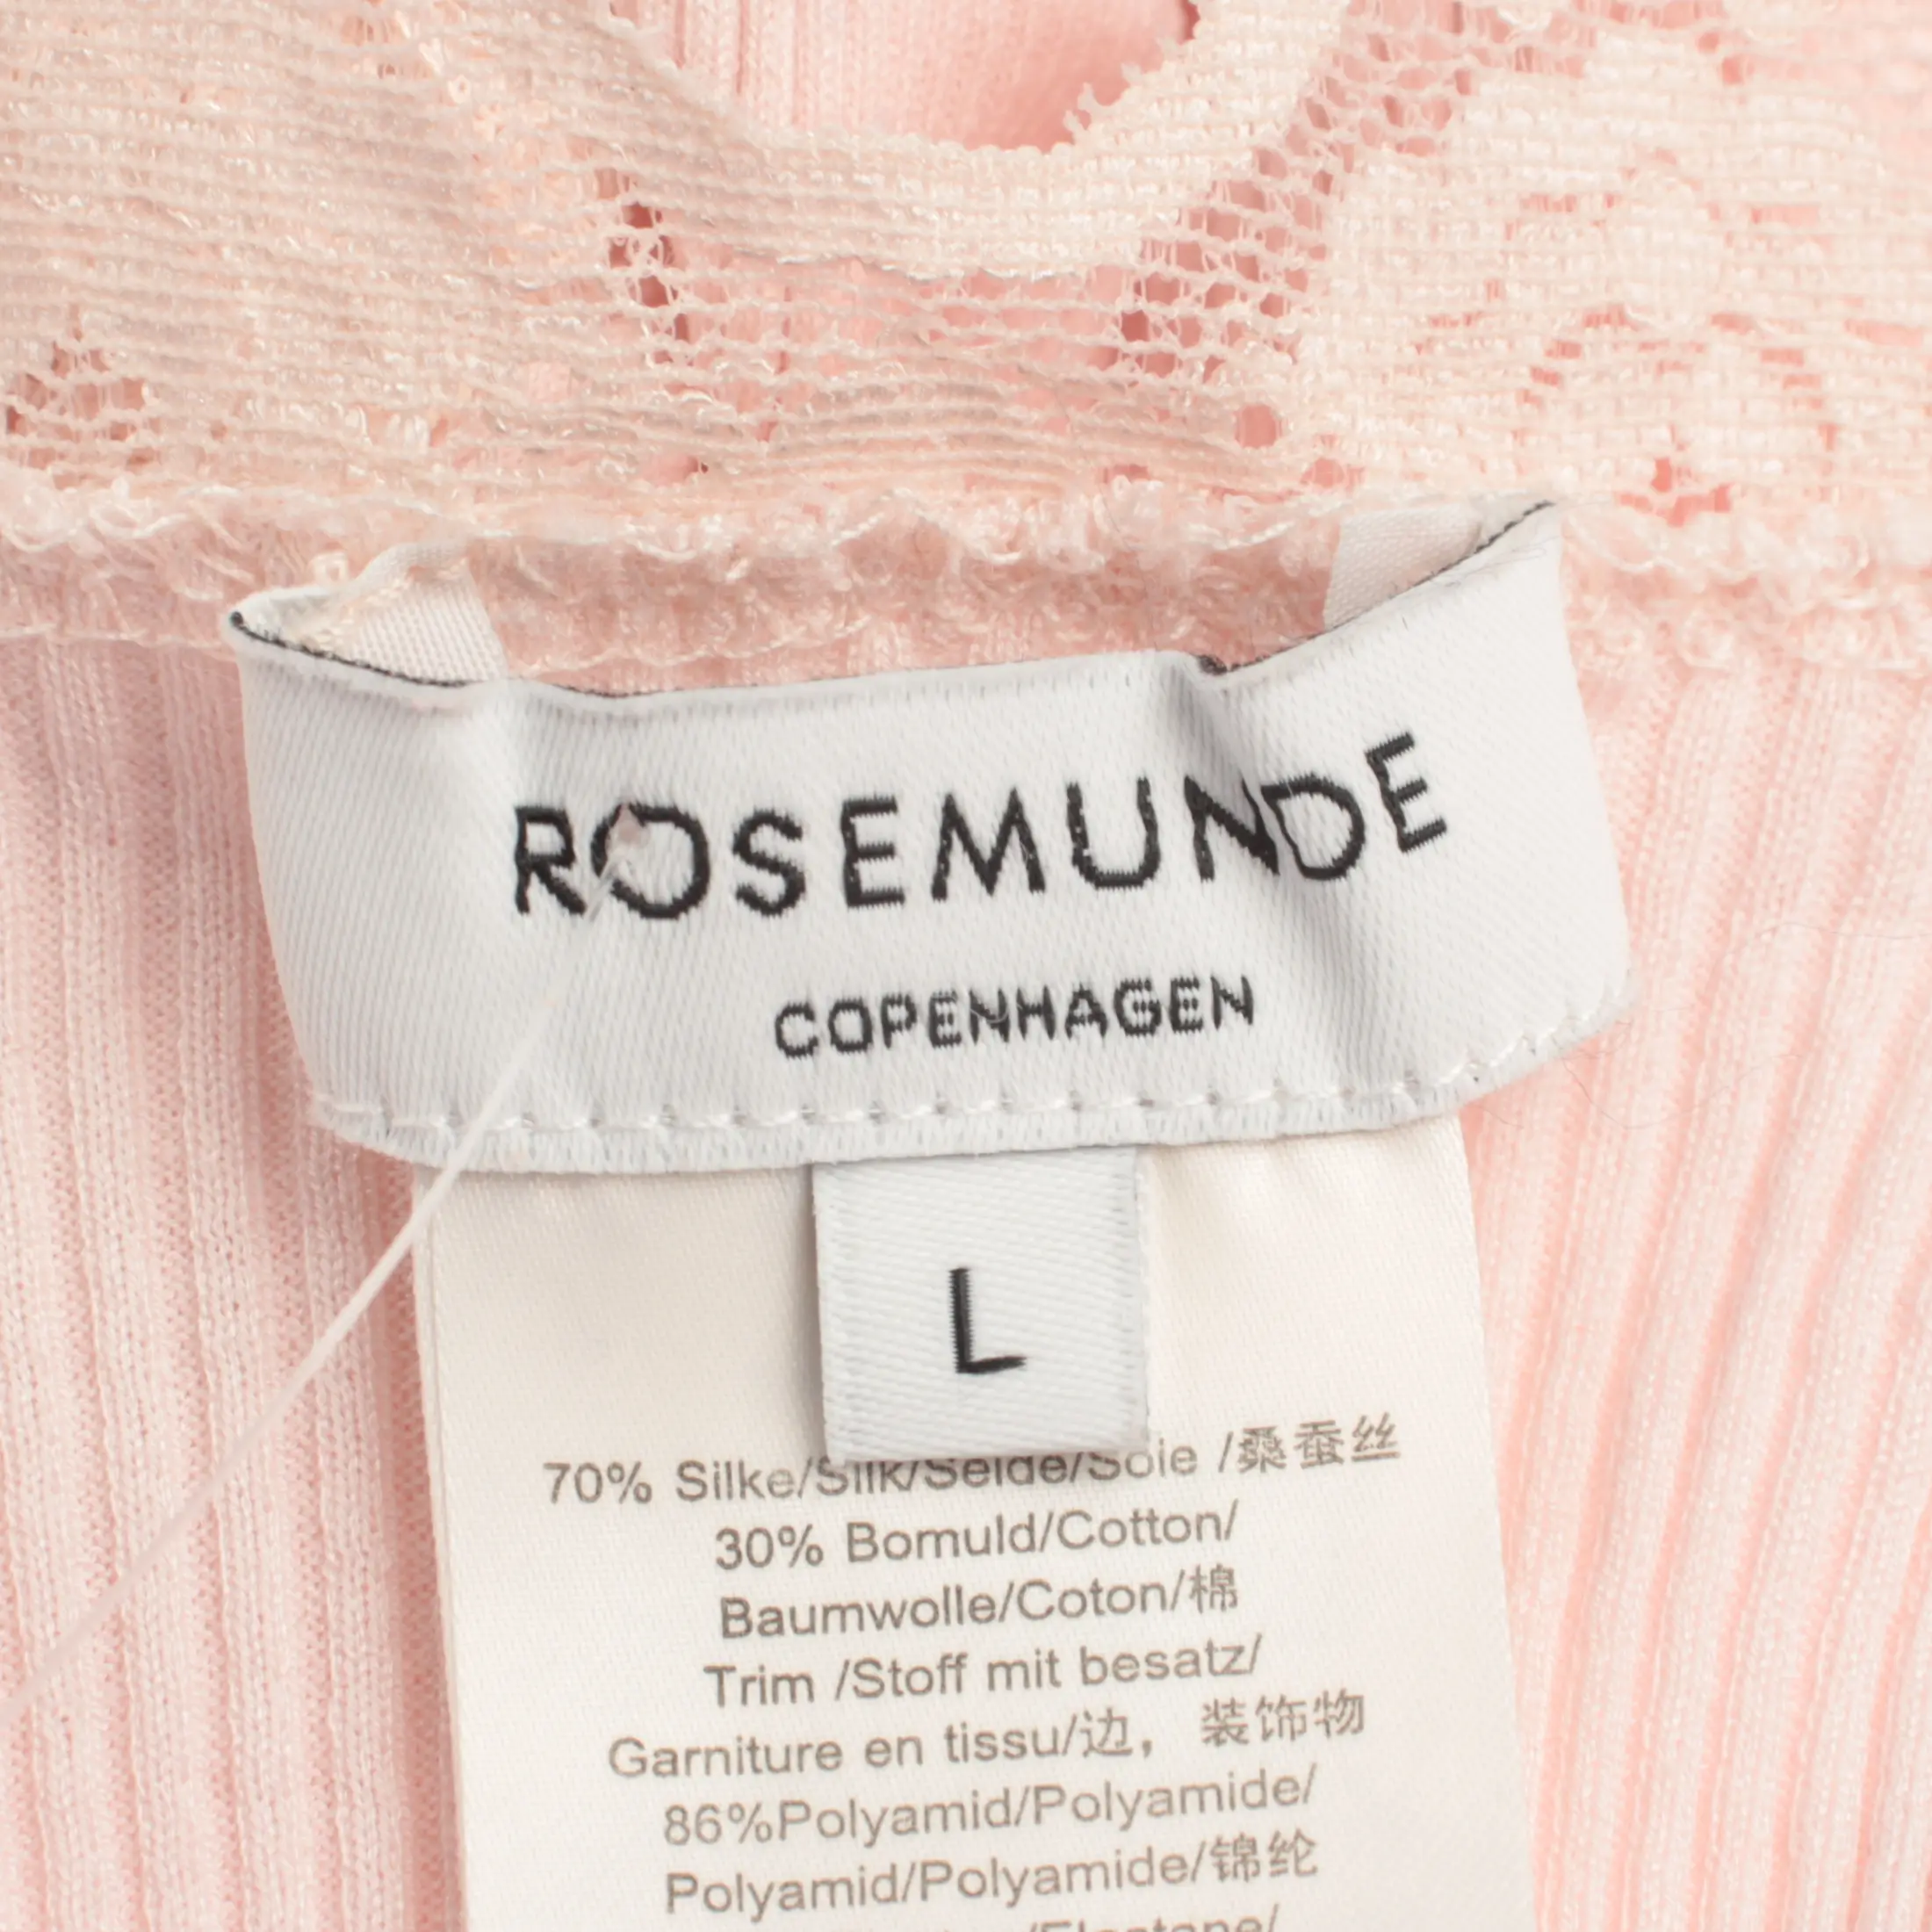 ROSEMUNDE
COPENHAGEN
L
70% Silke/Silk/Seide/Soie /桑蚕丝
30% Bomuld/Cotton/
Baumwolle/Coton/棉
Trim /Stoff mit besatz/
Garniture en tissu/边，装饰物
86%Polyamid/Polyamide/
Polyamid/Polyamide/锦纶
/Elastane/